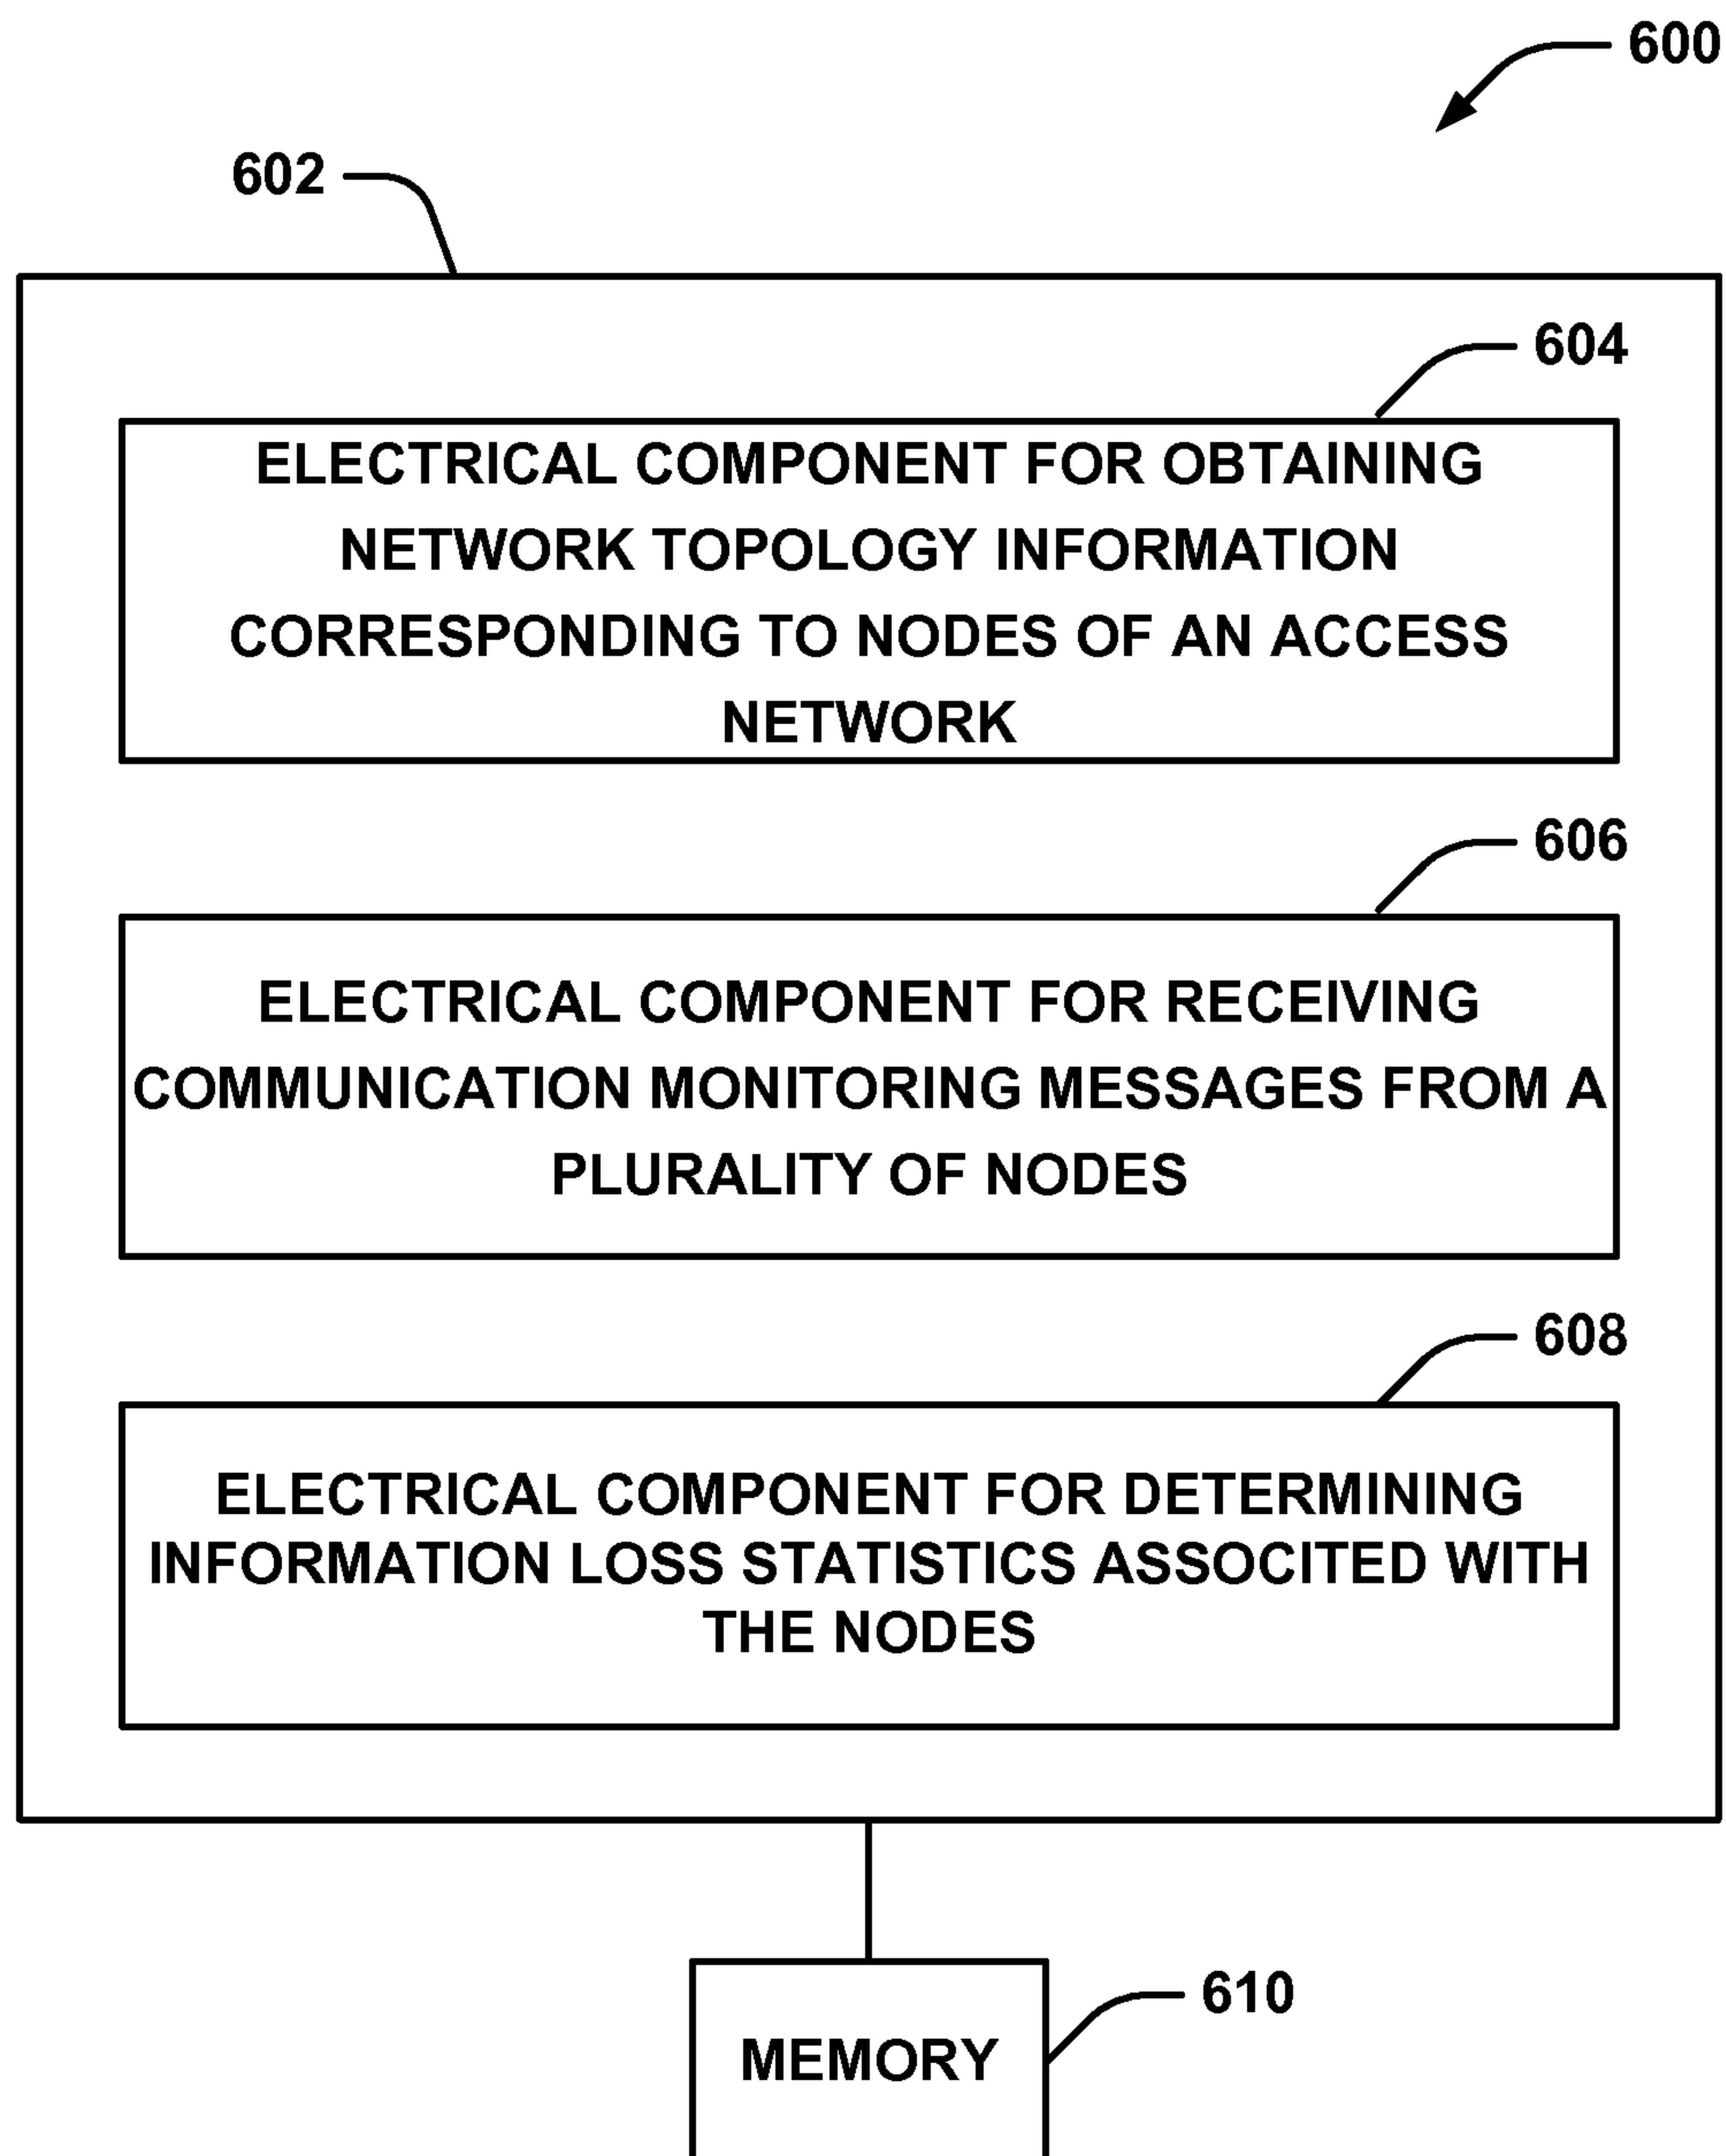 600
602
604
ELECTRICAL COMPONENT FOR OBTAINING
NETWORK TOPOLOGY INFORMATION
CORRESPONDING TO NODES OF AN ACCESS
NETWORK
606
ELECTRICAL COMPONENT FOR RECEIVING
COMMUNICATION MONITORING MESSAGES FROM A
PLURALITY OF NODES
608
ELECTRICAL COMPONENT FOR DETERMINING
INFORMATION LOSS STATISTICS ASSOCITED WITH
THE NODES
610
MEMORY